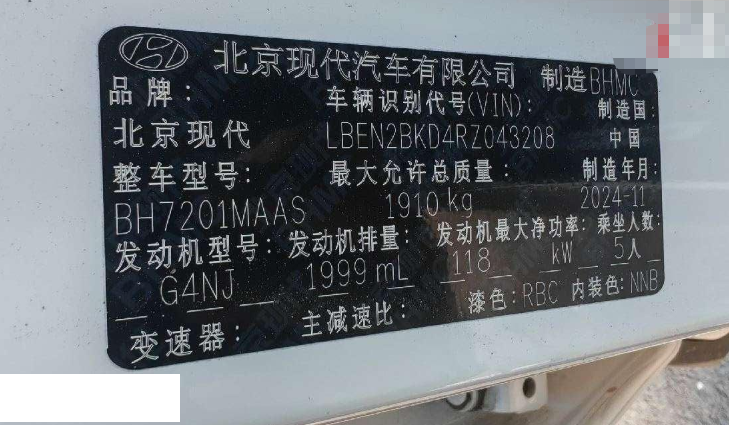 北京现代汽车有限公司 制造BHMC
品牌： 车辆识别代号(VIN)： 制造国：
北京现代 LBEN2BKD4RZ043208 中国
整车型号： 最大允许总质量： 制造年月：
BH7201MAAS 1910 kg 2024-11
发动机型号： 发动机排量： 发动机最大净功率： 乘坐人数：
G4NJ 1999 mL 118 kW 5人
变速器： 主减速比： 漆色：RBC 内装色：NNB